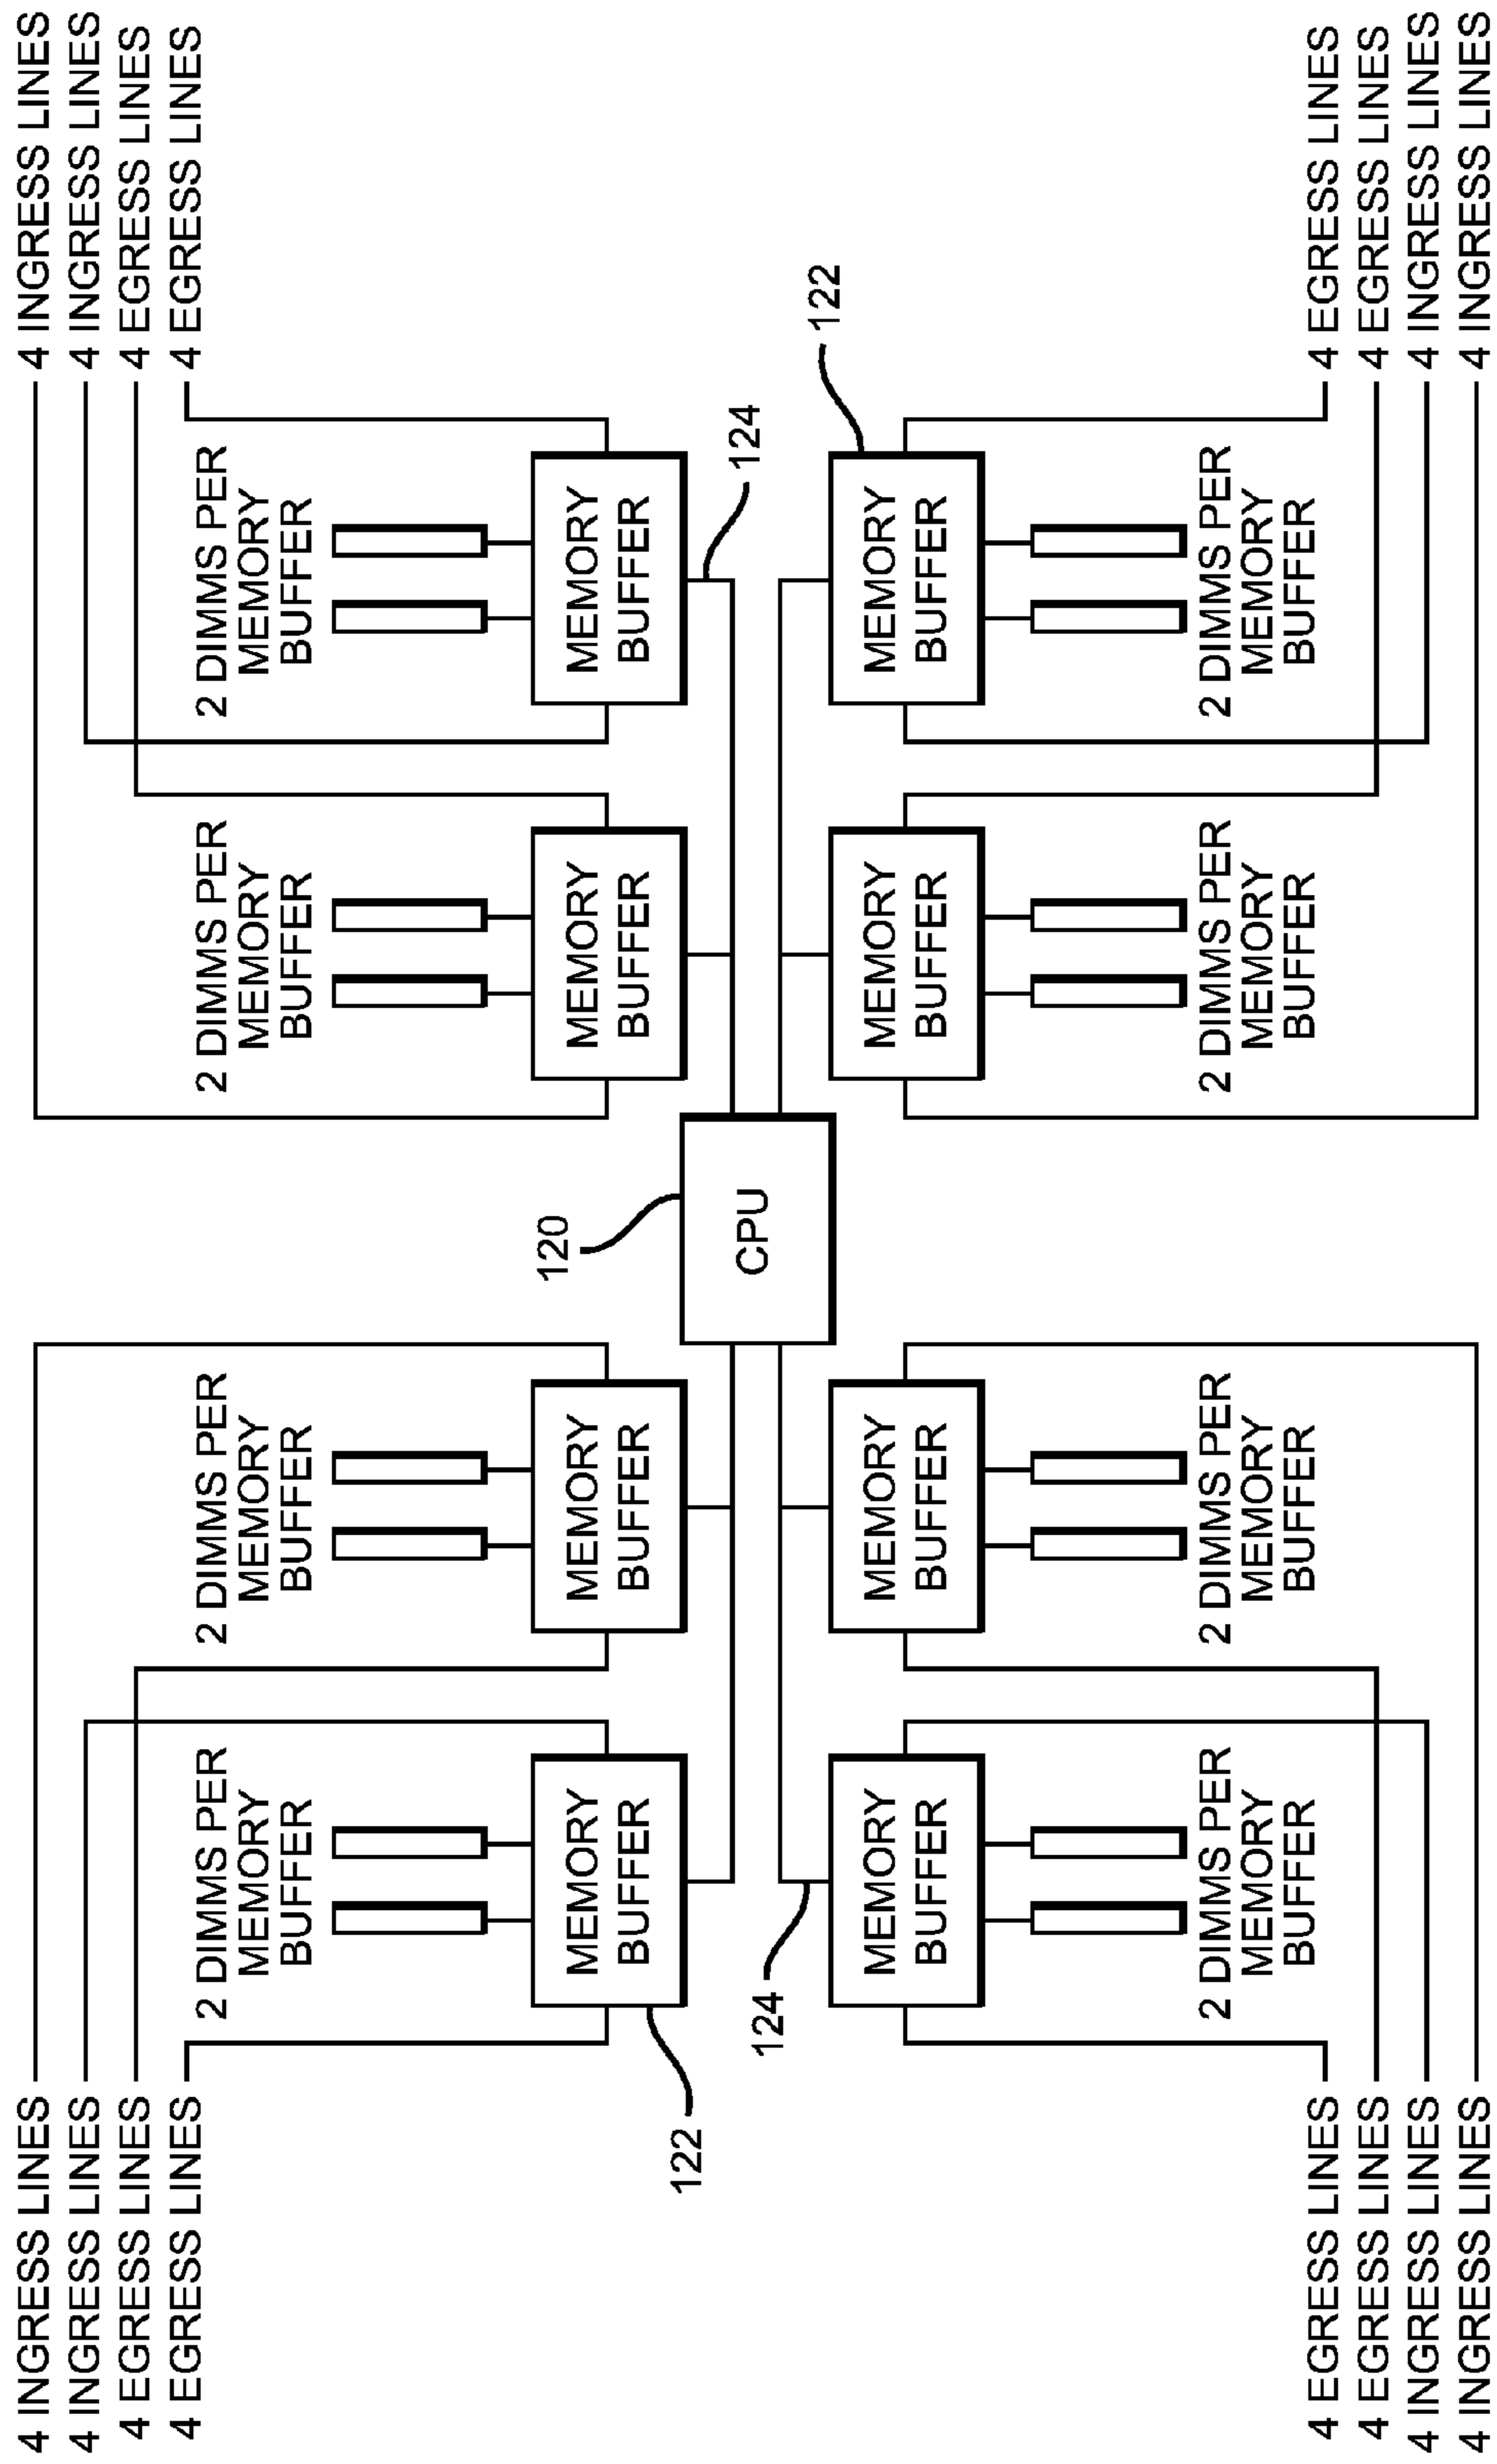 4 INGRESS LINES
4 INGRESS LINES
4 EGRESS LINES
4 EGRESS LINES
4 INGRESS LINES
4 INGRESS LINES
4 EGRESS LINES
4 EGRESS LINES
2 DIMMS PER
MEMORY
BUFFER
2 DIMMS PER
MEMORY
BUFFER
2 DIMMS PER
MEMORY
BUFFER
2 DIMMS PER
MEMORY
BUFFER
MEMORY
BUFFER
MEMORY
BUFFER
120
MEMORY
BUFFER
MEMORY
BUFFER
122
124
CPU
124
122
MEMORY
BUFFER
MEMORY
BUFFER
MEMORY
BUFFER
MEMORY
BUFFER
2 DIMMS PER
MEMORY
BUFFER
2 DIMMS PER
MEMORY
BUFFER
2 DIMMS PER
MEMORY
BUFFER
2 DIMMS PER
MEMORY
BUFFER
4 EGRESS LINES
4 EGRESS LINES
4 INGRESS LINES
4 INGRESS LINES
4 EGRESS LINES
4 EGRESS LINES
4 INGRESS LINES
4 INGRESS LINES